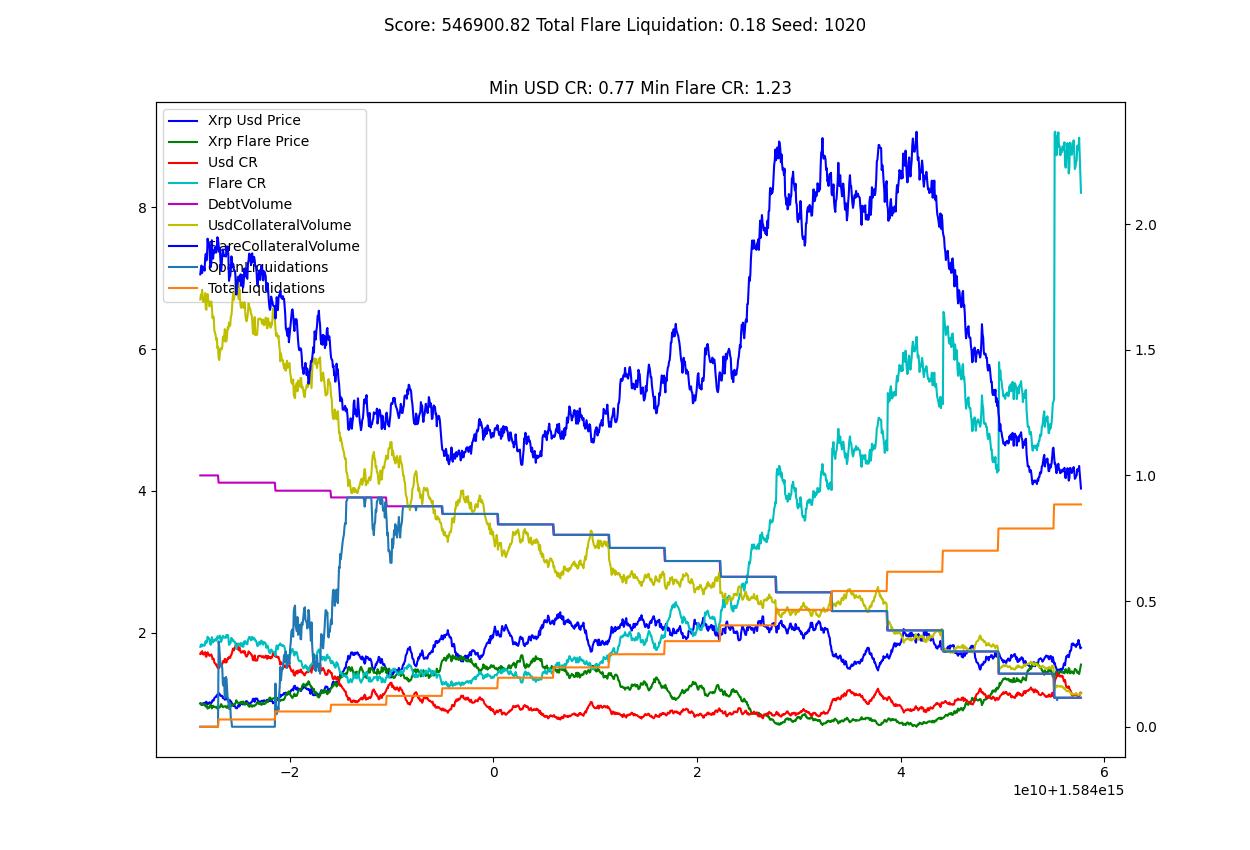 Score: 546900.82 Total Flare Liquidation: 0.18 Seed: 1020
Min USD CR: 0.77 Min Flare CR: 1.23
Xrp Usd Price
Xrp Flare Price
Usd CR
Flare CR
DebtVolume
UsdCollateralVolume
FlareCollateralVolume
OpenLiquidations
TotalLiquidations
8
6
4
2
2.0
1.5
1.0
0.5
0.0
−2
0
2
4
6
1e10+1.584e15